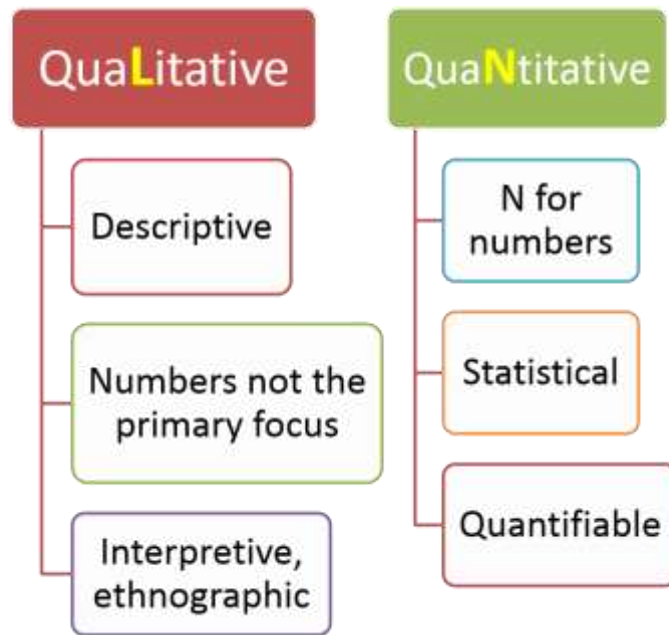 QuaLitative
Descriptive
Numbers not the
primary focus
Interpretive,
ethnographic
QuaNtitative
N for
numbers
Statistical
Quantifiable